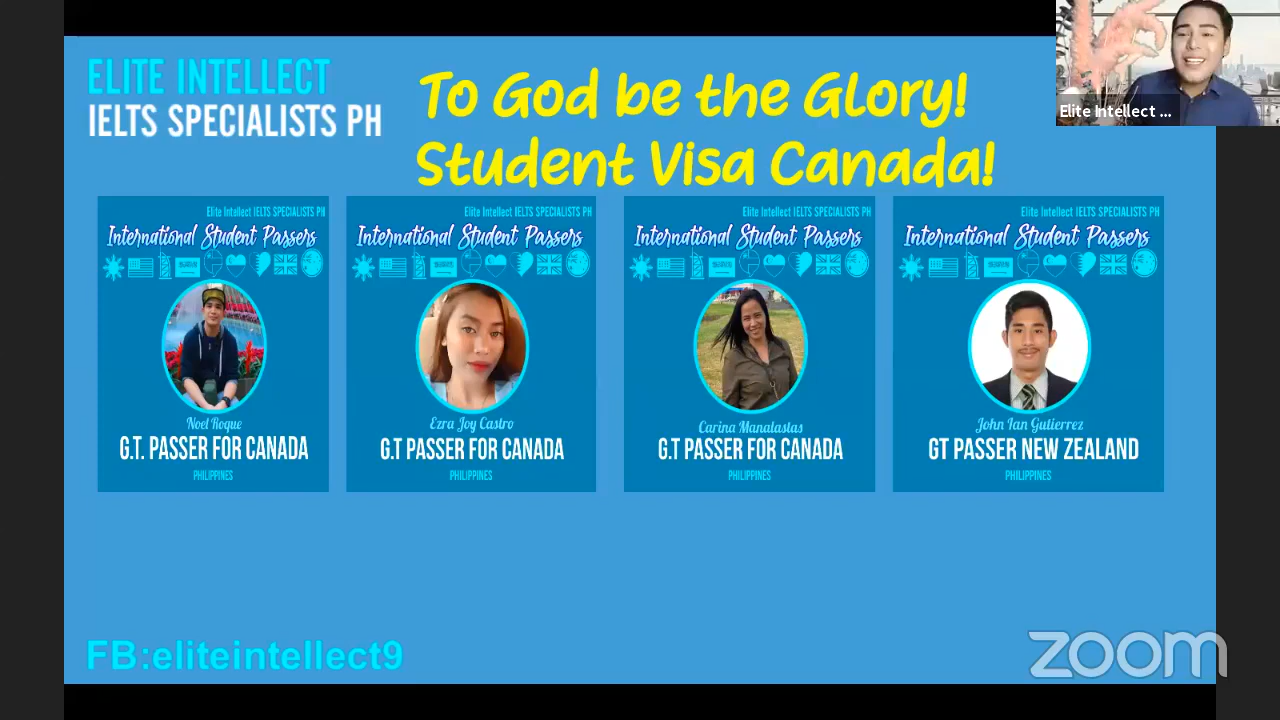 ELITE INTELLECT
IELTS SPECIALISTS PH
To God be the Glory!
Student Visa Canada!
Elite Intellect ...
Elite Intellect IELTS SPECIALISTS PH
International Student Passers
Noel Roque
G.T. PASSER FOR CANADA
PHILIPPINES
Elite Intellect IELTS SPECIALISTS PH
International Student Passers
Ezra Joy Castro
G.T PASSER FOR CANADA
PHILIPPINES
Elite Intellect IELTS SPECIALISTS PH
International Student Passers
Carina Manalastas
G.T PASSER FOR CANADA
PHILIPPINES
Elite Intellect IELTS SPECIALISTS PH
International Student Passers
John Ian Gutierrez
GT PASSER NEW ZEALAND
PHILIPPINES
FB:eliteintellect9
zoom